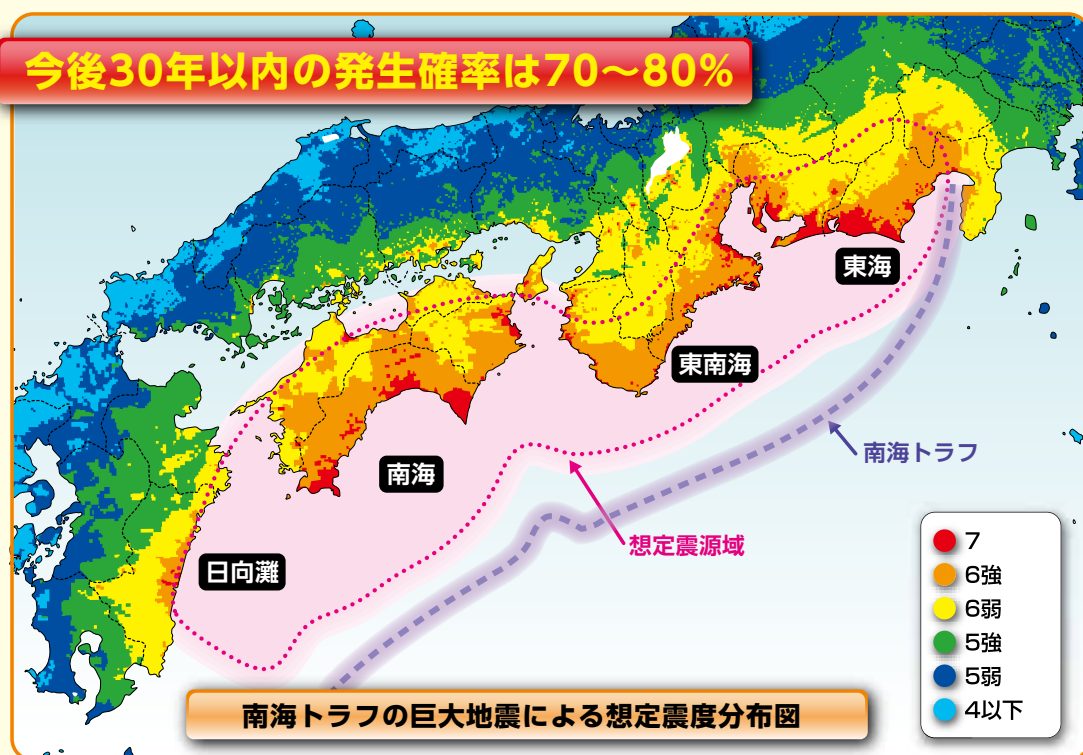 今後30年以内の発生確率は70～80%
東海
東南海
南海トラフ
南海
想定震源域
日向灘
7
6強
6弱
5強
5弱
4以下
南海トラフの巨大地震による想定震度分布図